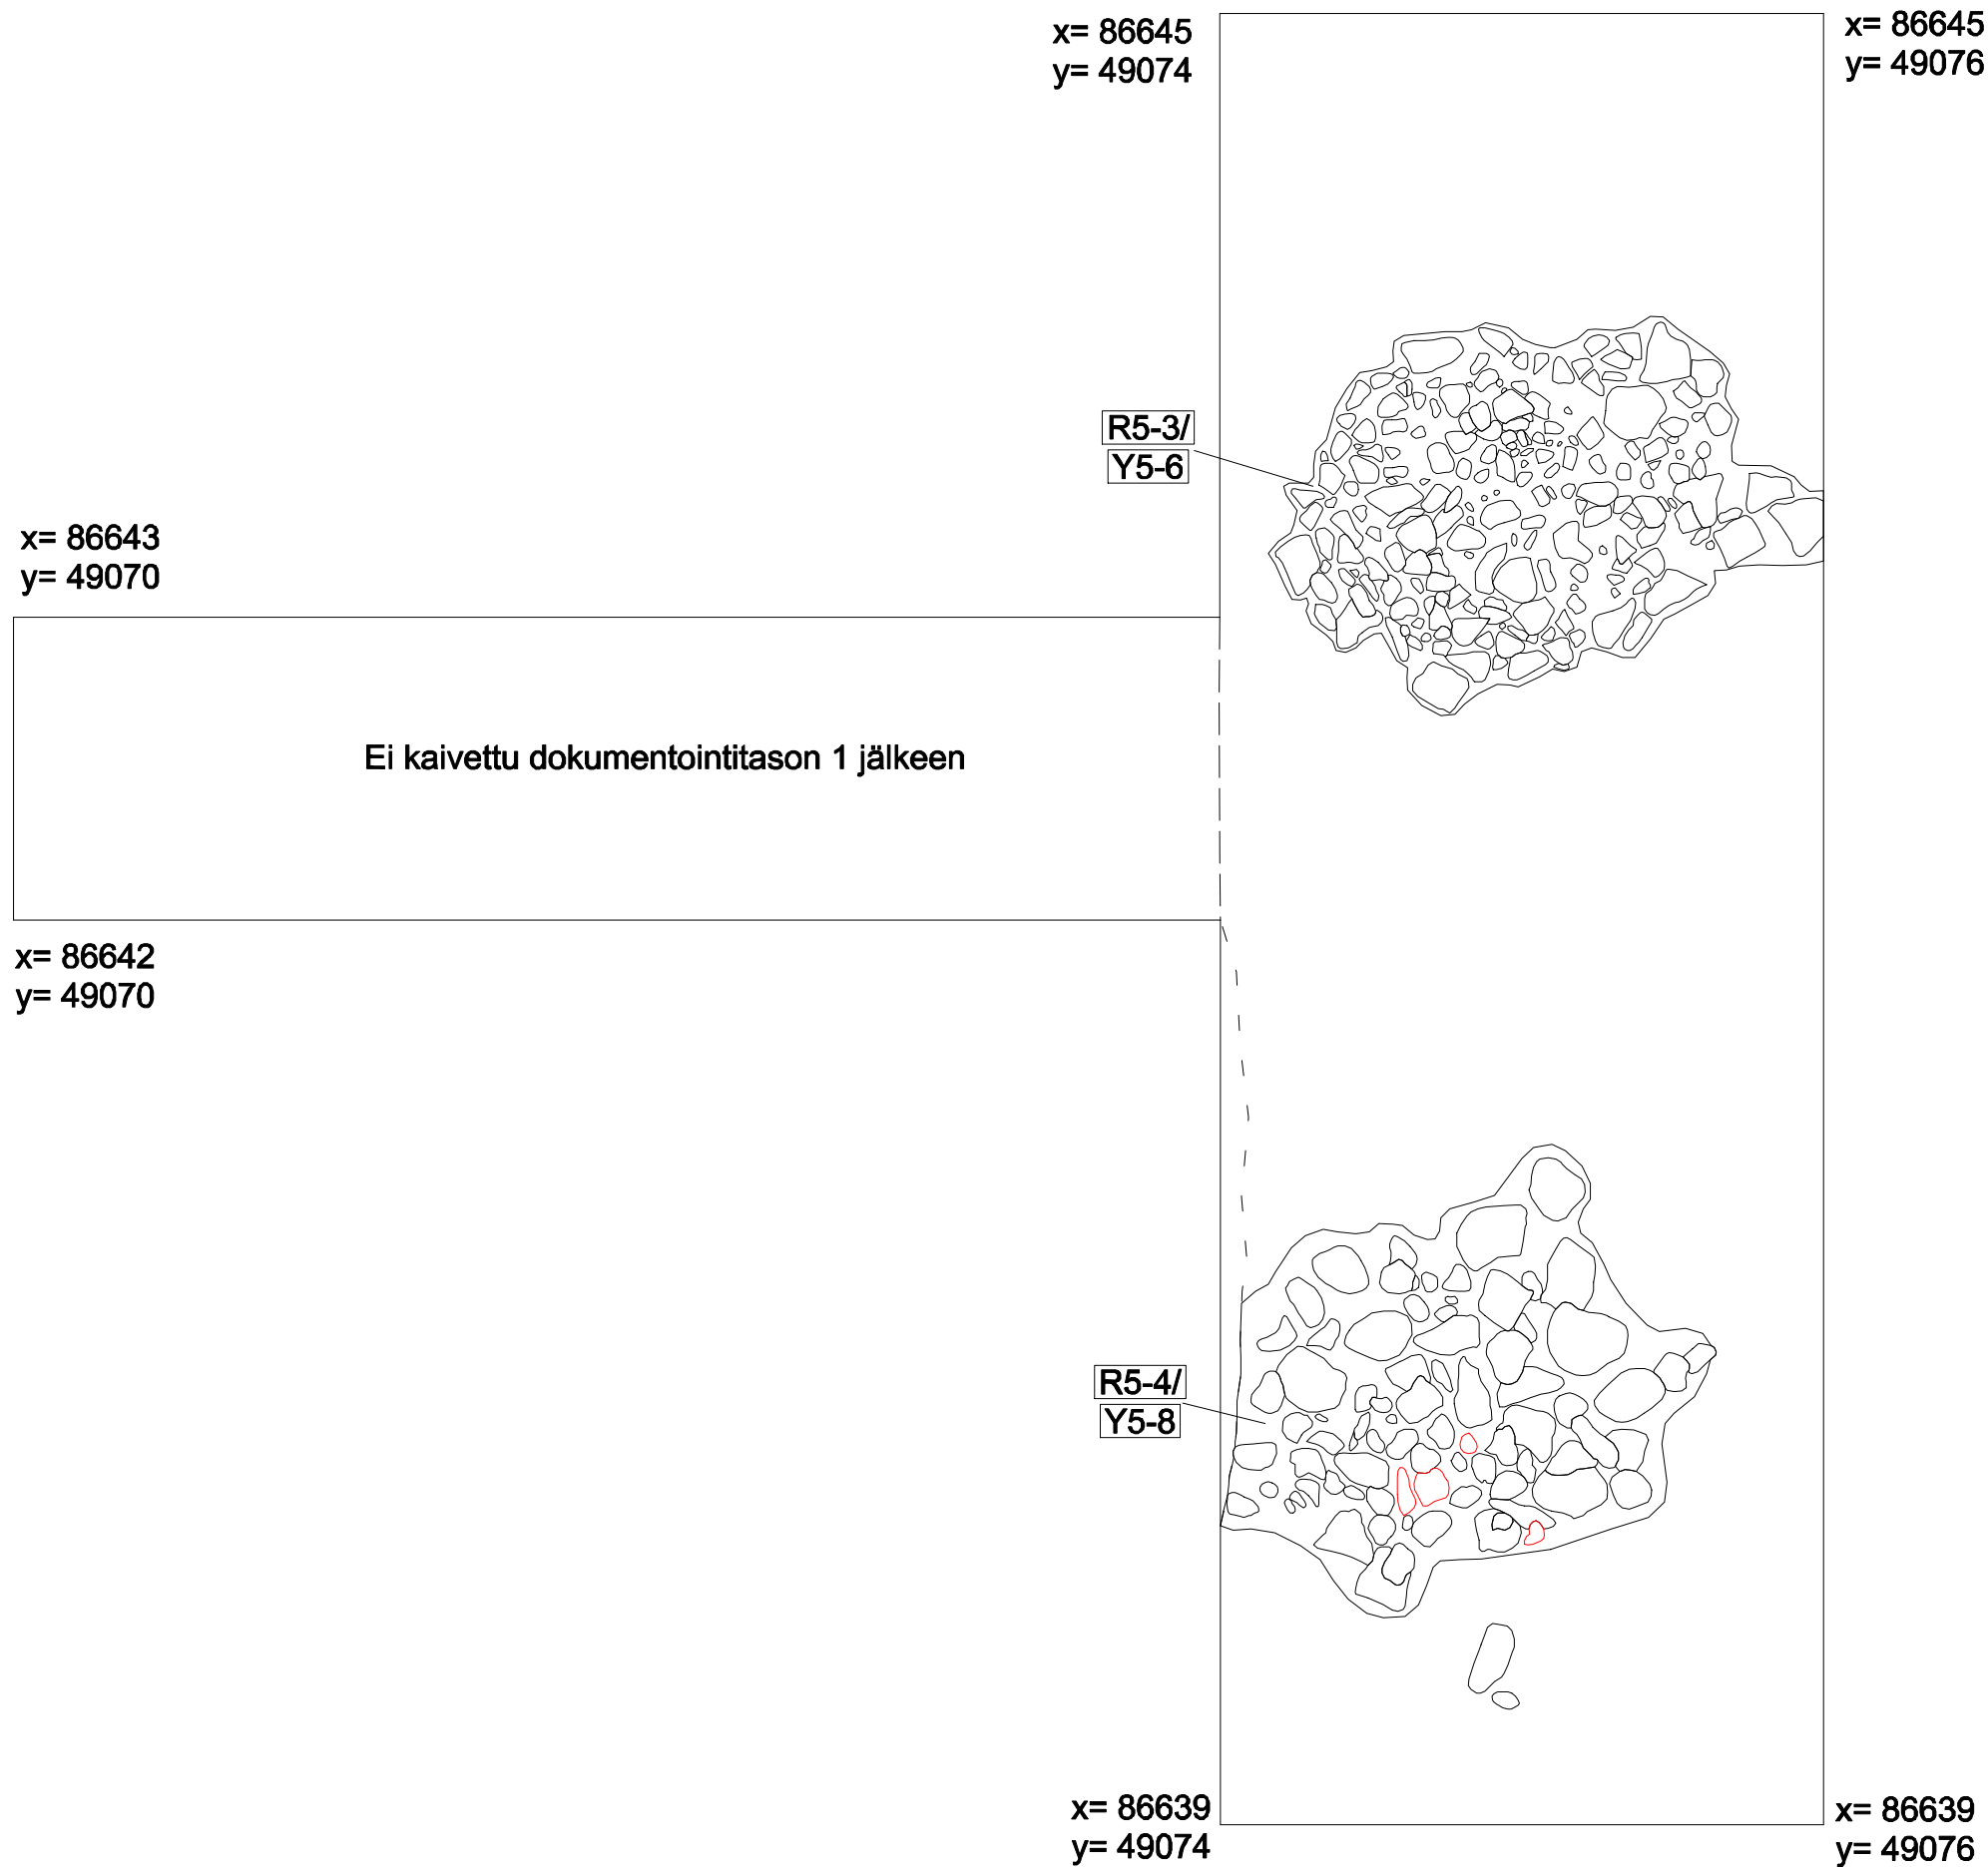 x= 86645
y= 49074
x= 86645
y= 49076
R5-3/
Y5-6
x= 86643
y= 49070
Ei kaivettu dokumentointitason 1 jälkeen
x= 86642
y= 49070
R5-4/
Y5-8
x= 86639
y= 49074
x= 86639
y= 49076